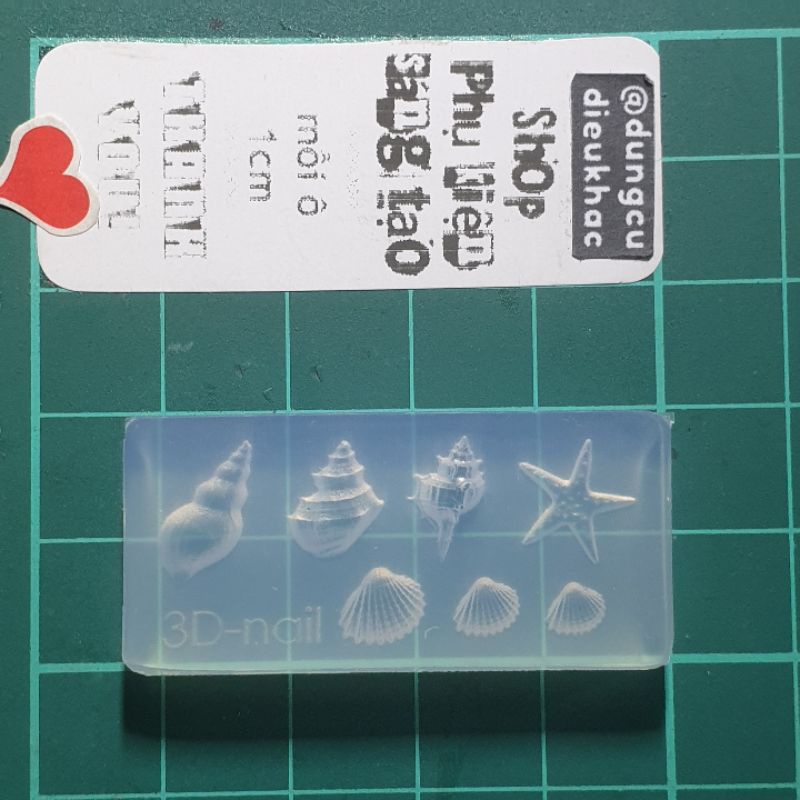 @dungcu
dieukhac
Shop
Phụ kiện
sáng tạo
mỗi ô
1cm
THANK
YOU
3D-nail